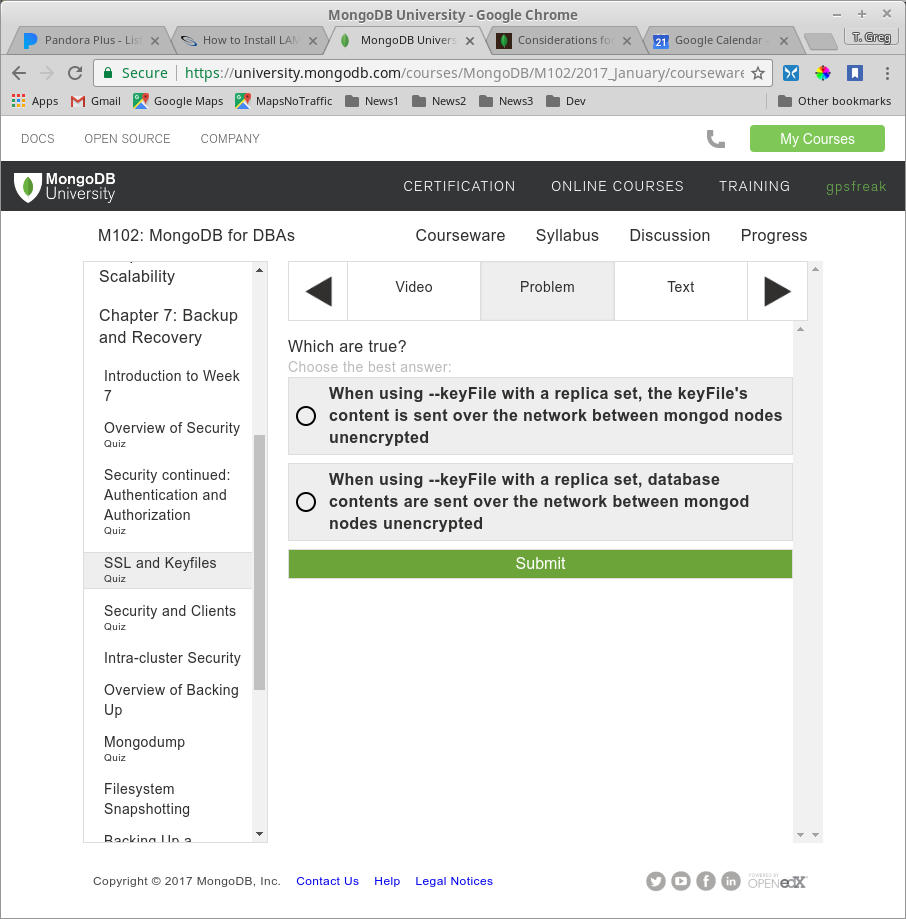 MongoDB University - Google Chrome
Pandora Plus - Lis
How to Install LAM
MongoDB Univers
Considerations fo
21
Google Calendar -
T. Greg
Secure
https://university.mongodb.com/courses/MongoDB/M102/2017_January/courseware
Apps
Gmail
Google Maps
MapsNoTraffic
News1
News2
News3
Dev
Other bookmarks
DOCS
OPEN SOURCE
COMPANY
My Courses
MongoDB
University
CERTIFICATION
ONLINE COURSES
TRAINING
gpsfreak
M102: MongoDB for DBAs
Courseware
Syllabus
Discussion
Progress
Scalability
Chapter 7: Backup
and Recovery
Introduction to Week
7
Overview of Security
Quiz
Security continued:
Authentication and
Authorization
Quiz
SSL and Keyfiles
Quiz
Security and Clients
Quiz
Intra-cluster Security
Overview of Backing
Up
Mongodump
Quiz
Filesystem
Snapshotting
Backing Up a
Video
Problem
Text
Which are true?
Choose the best answer:
When using --keyFile with a replica set, the keyFile's
content is sent over the network between mongod nodes
unencrypted
When using --keyFile with a replica set, database
contents are sent over the network between mongod
nodes unencrypted
Submit
Copyright © 2017 MongoDB, Inc.
Contact Us
Help
Legal Notices
POWERED BY
OPEN edX